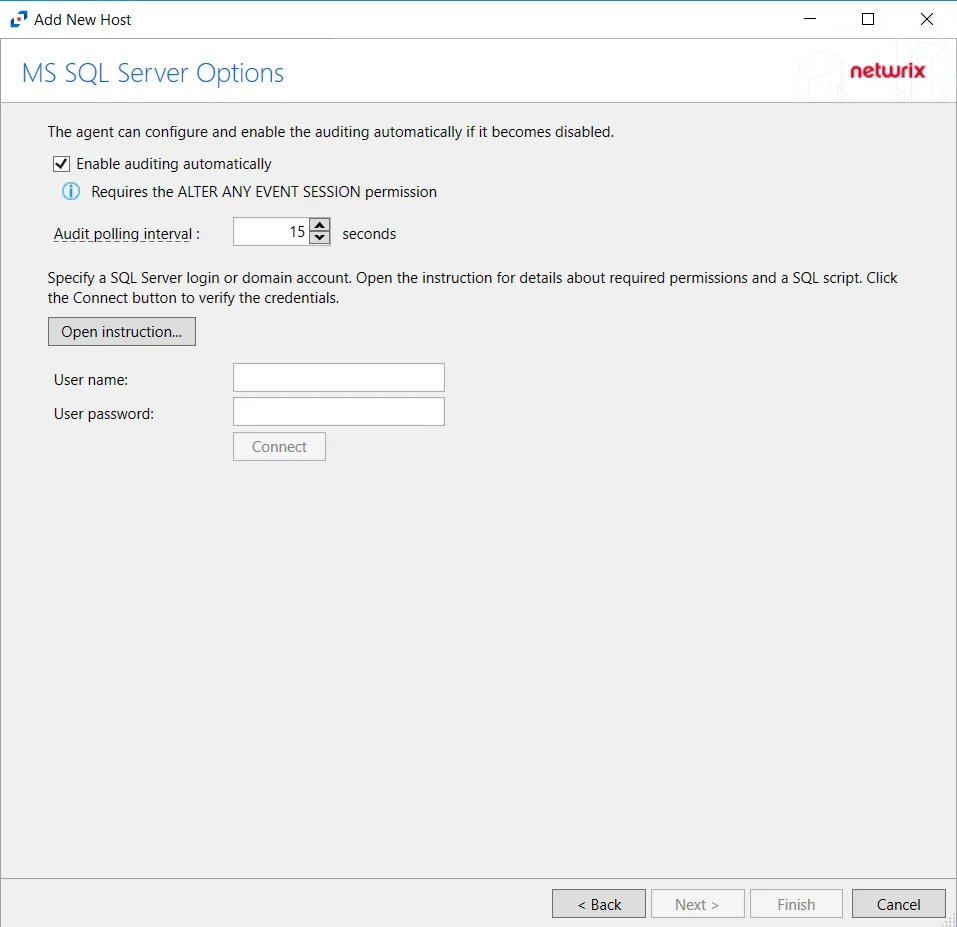 Add New Host
MS SQL Server Options
netwrix
The agent can configure and enable the auditing automatically if it becomes disabled.
Enable auditing automatically
Requires the ALTER ANY EVENT SESSION permission
Audit polling interval : 15 seconds
Specify a SQL Server login or domain account. Open the instruction for details about required permissions and a SQL script. Click
the Connect button to verify the credentials.
Open instruction...
User name:
User password:
Connect
< Back Next > Finish Cancel